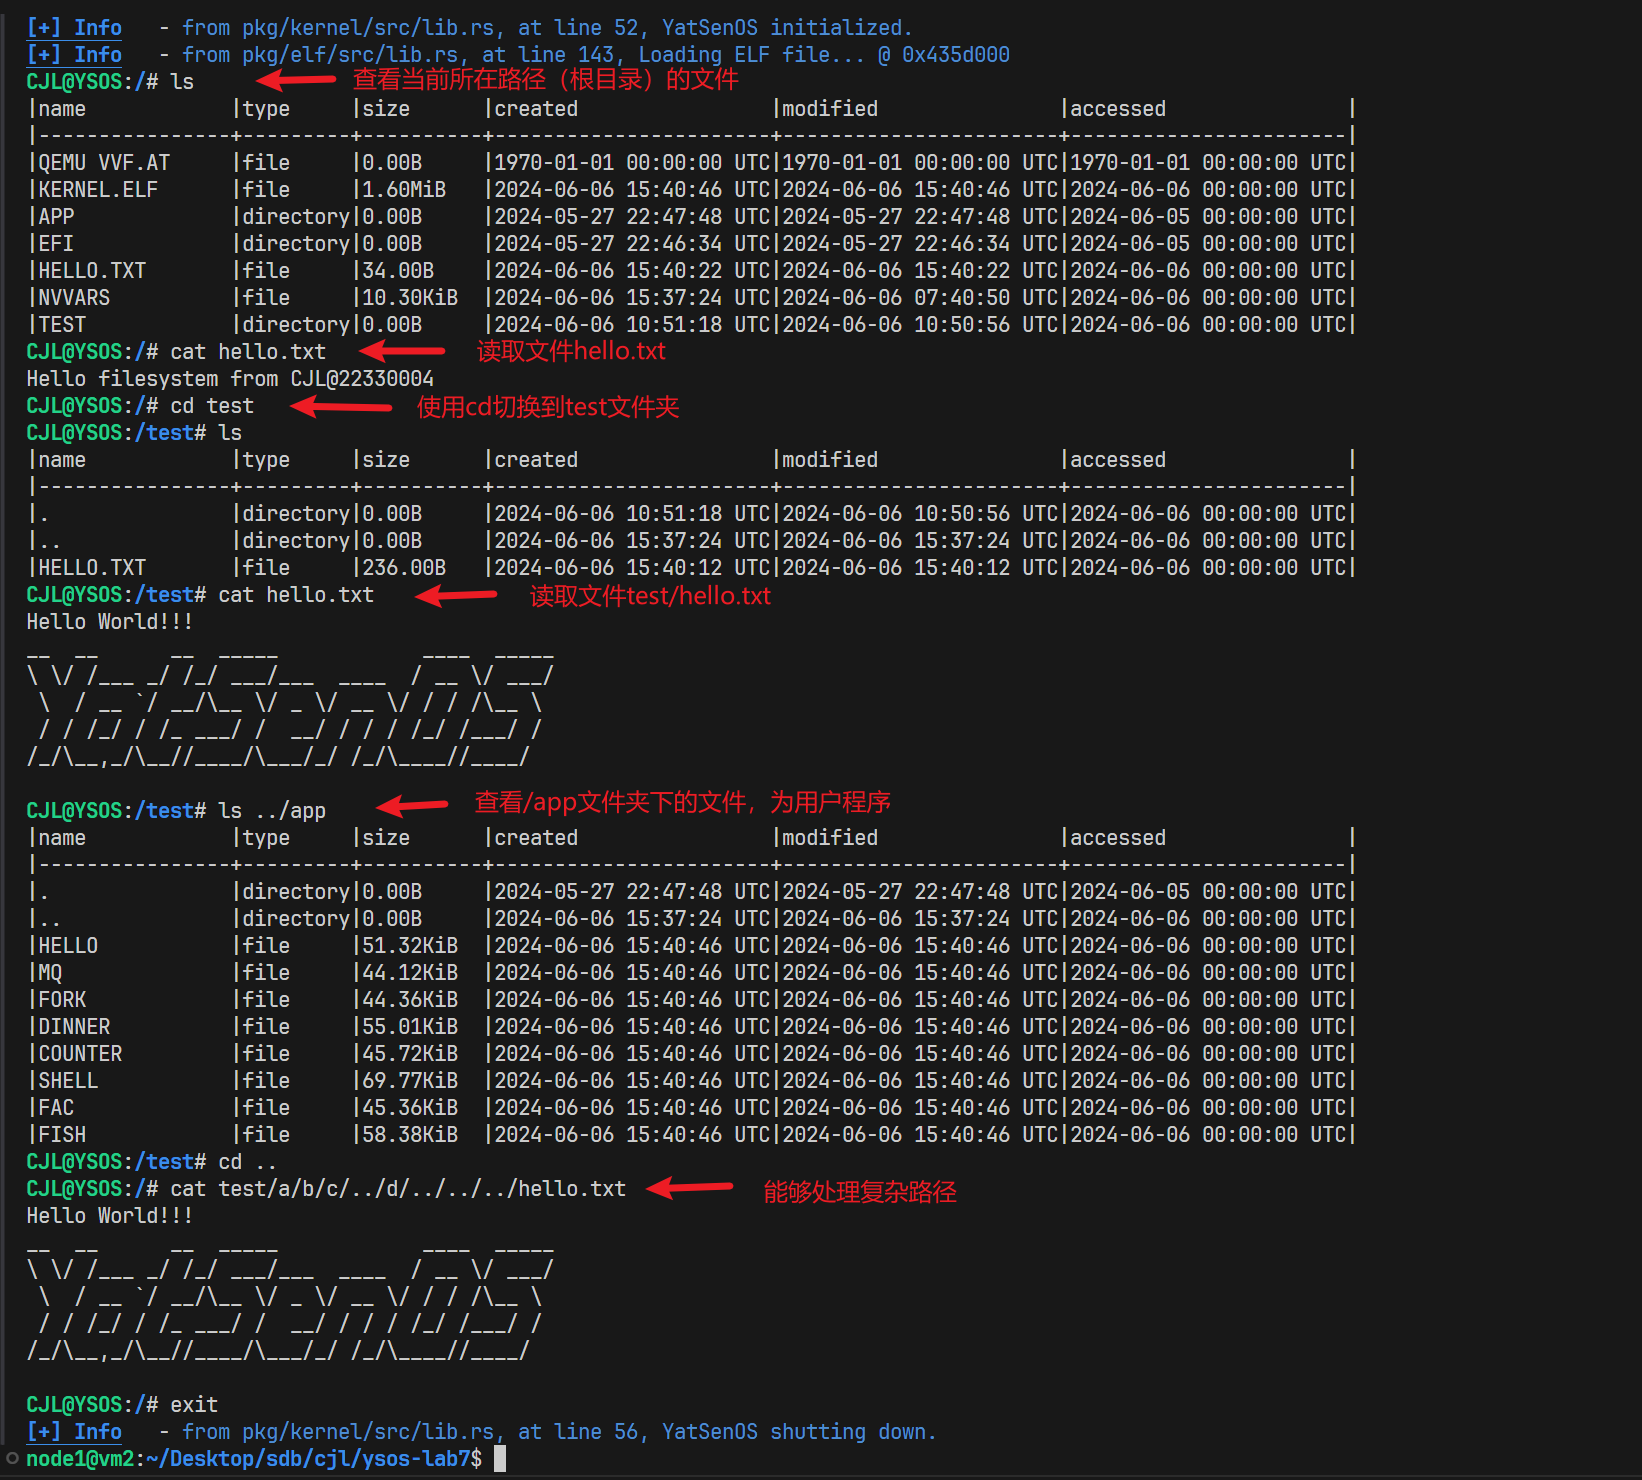 [+] Info   - from pkg/kernel/src/lib.rs, at line 52, YatSenOS initialized.
[+] Info   - from pkg/elf/src/lib.rs, at line 143, Loading ELF file... @ 0x435d000
CJL@YSOS:/# ls 查看当前所在路径（根目录）的文件
|name            |type     |size      |created                |modified               |accessed               |
|----------------+---------+----------+-----------------------+-----------------------+-----------------------|
|QEMU VVF.AT     |file     |0.00B     |1970-01-01 00:00:00 UTC|1970-01-01 00:00:00 UTC|1970-01-01 00:00:00 UTC|
|KERNEL.ELF      |file     |1.60MiB   |2024-06-06 15:40:46 UTC|2024-06-06 15:40:46 UTC|2024-06-06 00:00:00 UTC|
|APP             |directory|0.00B     |2024-05-27 22:47:48 UTC|2024-05-27 22:47:48 UTC|2024-06-05 00:00:00 UTC|
|EFI             |directory|0.00B     |2024-05-27 22:46:34 UTC|2024-05-27 22:46:34 UTC|2024-06-05 00:00:00 UTC|
|HELLO.TXT       |file     |34.00B    |2024-06-06 15:40:22 UTC|2024-06-06 15:40:22 UTC|2024-06-06 00:00:00 UTC|
|NVVARS          |file     |10.30KiB  |2024-06-06 15:37:24 UTC|2024-06-06 07:40:50 UTC|2024-06-06 00:00:00 UTC|
|TEST            |directory|0.00B     |2024-06-06 10:51:18 UTC|2024-06-06 10:50:56 UTC|2024-06-06 00:00:00 UTC|
CJL@YSOS:/# cat hello.txt 读取文件hello.txt
Hello filesystem from CJL@22330004
CJL@YSOS:/# cd test 使用cd切换到test文件夹
CJL@YSOS:/test# ls
|name            |type     |size      |created                |modified               |accessed               |
|----------------+---------+----------+-----------------------+-----------------------+-----------------------|
|.               |directory|0.00B     |2024-06-06 10:51:18 UTC|2024-06-06 10:50:56 UTC|2024-06-06 00:00:00 UTC|
|..              |directory|0.00B     |2024-06-06 15:37:24 UTC|2024-06-06 15:37:24 UTC|2024-06-06 00:00:00 UTC|
|HELLO.TXT       |file     |236.00B   |2024-06-06 15:40:12 UTC|2024-06-06 15:40:12 UTC|2024-06-06 00:00:00 UTC|
CJL@YSOS:/test# cat hello.txt 读取文件test/hello.txt
Hello World!!!
__  __      __  _____            ____  _____
\ \/ /___ _/ /_/ ___/___  ____  / __ \/ ___/
 \  / __ `/ __/\__ \/ _ \/ __ \/ / / /\__ \
 / / /_/ / /_ ___/ /  __/ / / / /_/ /___/ /
/_/\__,_/\__//____/\___/_/ /_/\____//____/
CJL@YSOS:/test# ls ../app 查看/app文件夹下的文件，为用户程序
|name            |type     |size      |created                |modified               |accessed               |
|----------------+---------+----------+-----------------------+-----------------------+-----------------------|
|.               |directory|0.00B     |2024-05-27 22:47:48 UTC|2024-05-27 22:47:48 UTC|2024-06-05 00:00:00 UTC|
|..              |directory|0.00B     |2024-06-06 15:37:24 UTC|2024-06-06 15:37:24 UTC|2024-06-06 00:00:00 UTC|
|HELLO           |file     |51.32KiB  |2024-06-06 15:40:46 UTC|2024-06-06 15:40:46 UTC|2024-06-06 00:00:00 UTC|
|MQ              |file     |44.12KiB  |2024-06-06 15:40:46 UTC|2024-06-06 15:40:46 UTC|2024-06-06 00:00:00 UTC|
|FORK            |file     |44.36KiB  |2024-06-06 15:40:46 UTC|2024-06-06 15:40:46 UTC|2024-06-06 00:00:00 UTC|
|DINNER          |file     |55.01KiB  |2024-06-06 15:40:46 UTC|2024-06-06 15:40:46 UTC|2024-06-06 00:00:00 UTC|
|COUNTER         |file     |45.72KiB  |2024-06-06 15:40:46 UTC|2024-06-06 15:40:46 UTC|2024-06-06 00:00:00 UTC|
|SHELL           |file     |69.77KiB  |2024-06-06 15:40:46 UTC|2024-06-06 15:40:46 UTC|2024-06-06 00:00:00 UTC|
|FAC             |file     |45.36KiB  |2024-06-06 15:40:46 UTC|2024-06-06 15:40:46 UTC|2024-06-06 00:00:00 UTC|
|FISH            |file     |58.38KiB  |2024-06-06 15:40:46 UTC|2024-06-06 15:40:46 UTC|2024-06-06 00:00:00 UTC|
CJL@YSOS:/test# cd ..
CJL@YSOS:/# cat test/a/b/c/../d/../../../hello.txt 能够处理复杂路径
Hello World!!!
__  __      __  _____            ____  _____
\ \/ /___ _/ /_/ ___/___  ____  / __ \/ ___/
 \  / __ `/ __/\__ \/ _ \/ __ \/ / / /\__ \
 / / /_/ / /_ ___/ /  __/ / / / /_/ /___/ /
/_/\__,_/\__//____/\___/_/ /_/\____//____/
CJL@YSOS:/# exit
[+] Info   - from pkg/kernel/src/lib.rs, at line 56, YatSenOS shutting down.
node1@vm2:~/Desktop/sdb/cjl/ysos-lab7$